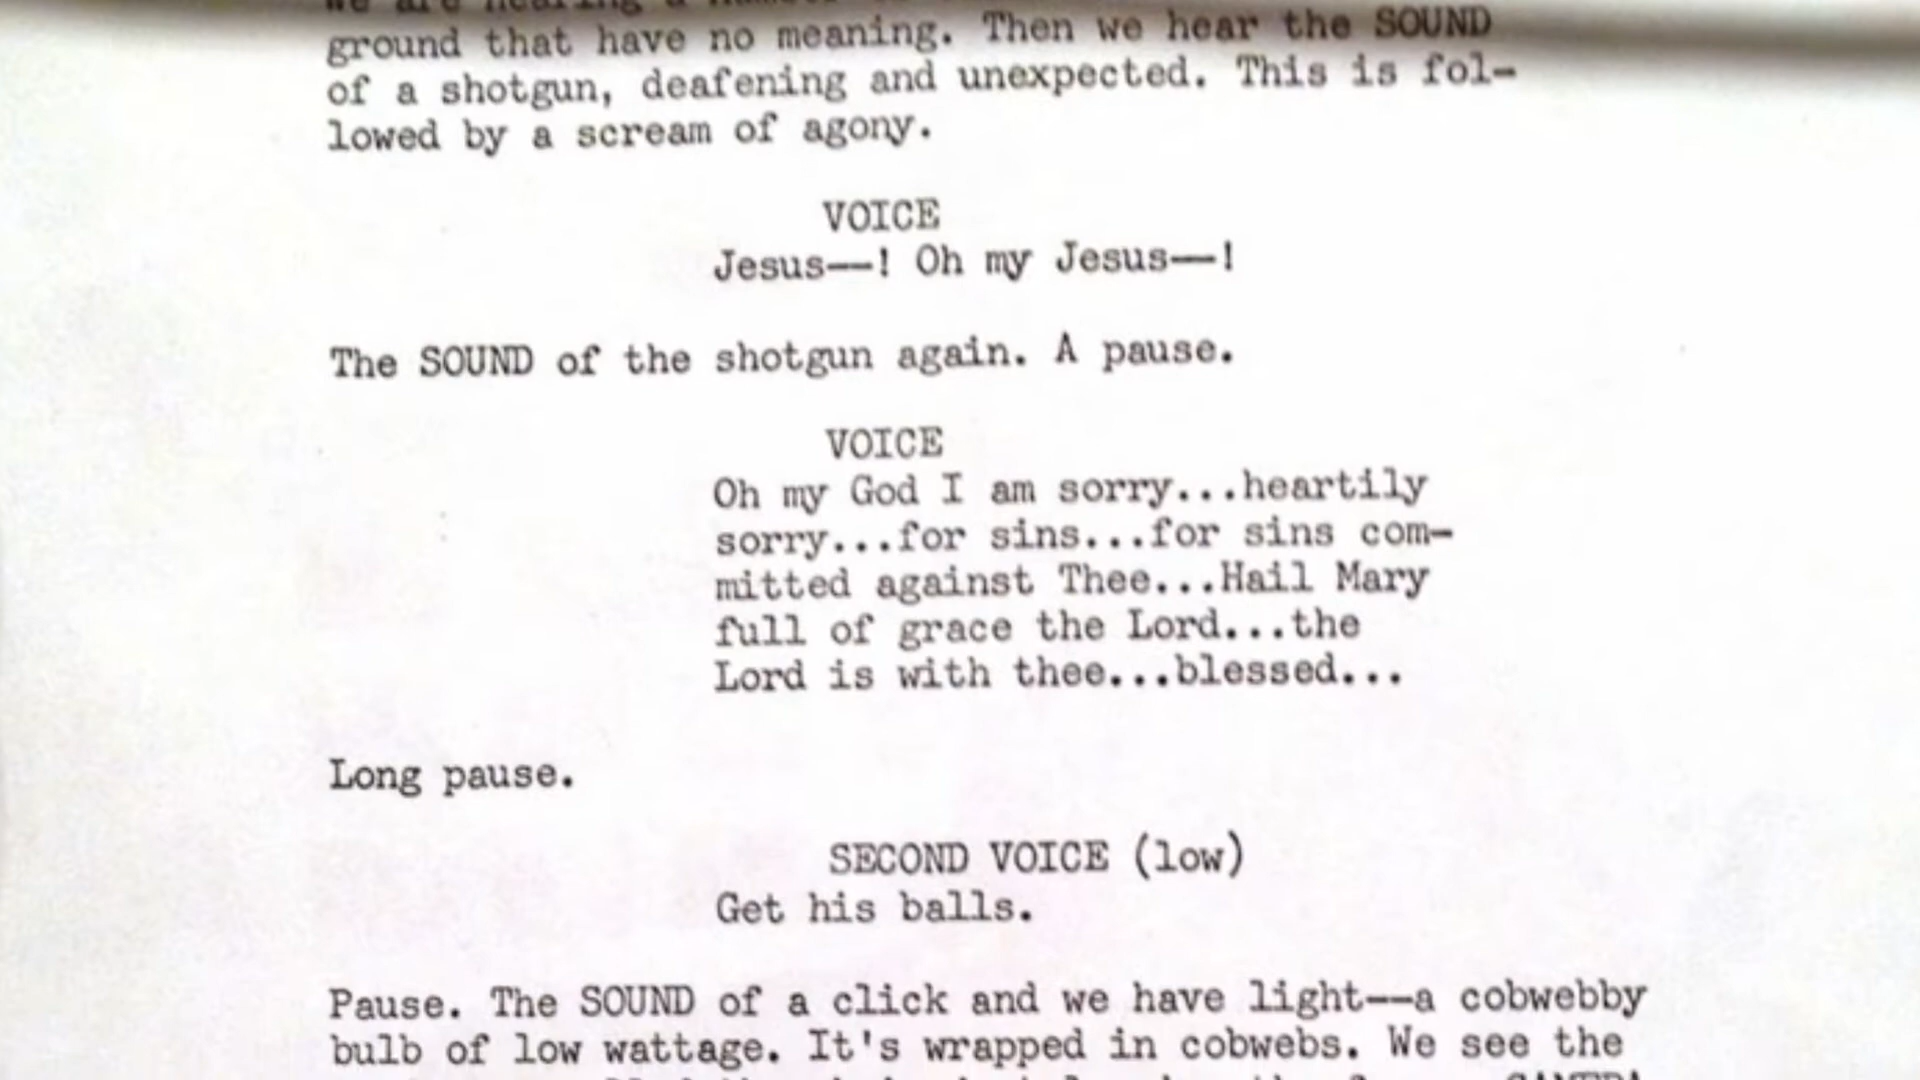 we are hearing a
ground that have no meaning. Then we hear the SOUND
of a shotgun, deafening and unexpected. This is fol-
lowed by a scream of agony.
VOICE
Jesus--! Oh my Jesus--!
The SOUND of the shotgun again. A pause.
VOICE
Oh my God I am sorry...heartily
sorry...for sins...for sins com-
mitted against Thee...Hail Mary
full of grace the Lord...the
Lord is with thee...blessed...
Long pause.
SECOND VOICE (low)
Get his balls.
Pause. The SOUND of a click and we have light--a cobwebby
bulb of low wattage. It's wrapped in cobwebs. We see the